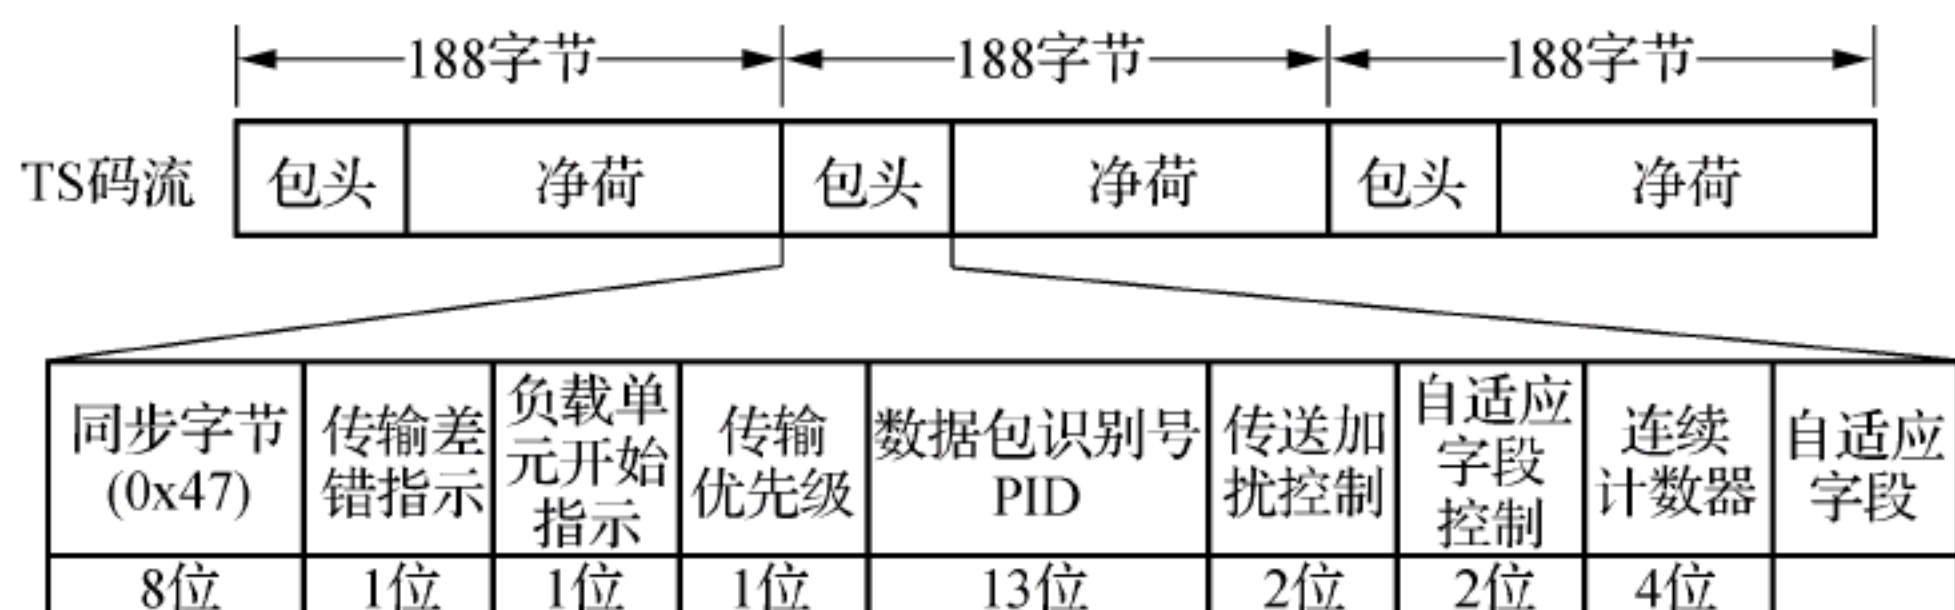 188字节 188字节 188字节
TS码流 包头 净荷 包头 净荷 包头 净荷
同步字节
(0x47)
传输差
错指示
负载单
元开始
指示
传输
优先级
数据包识别号
PID
传送加
扰控制
自适应
字段
控制
连续
计数器
自适应
字段
8位 1位 1位 1位 13位 2位 2位 4位